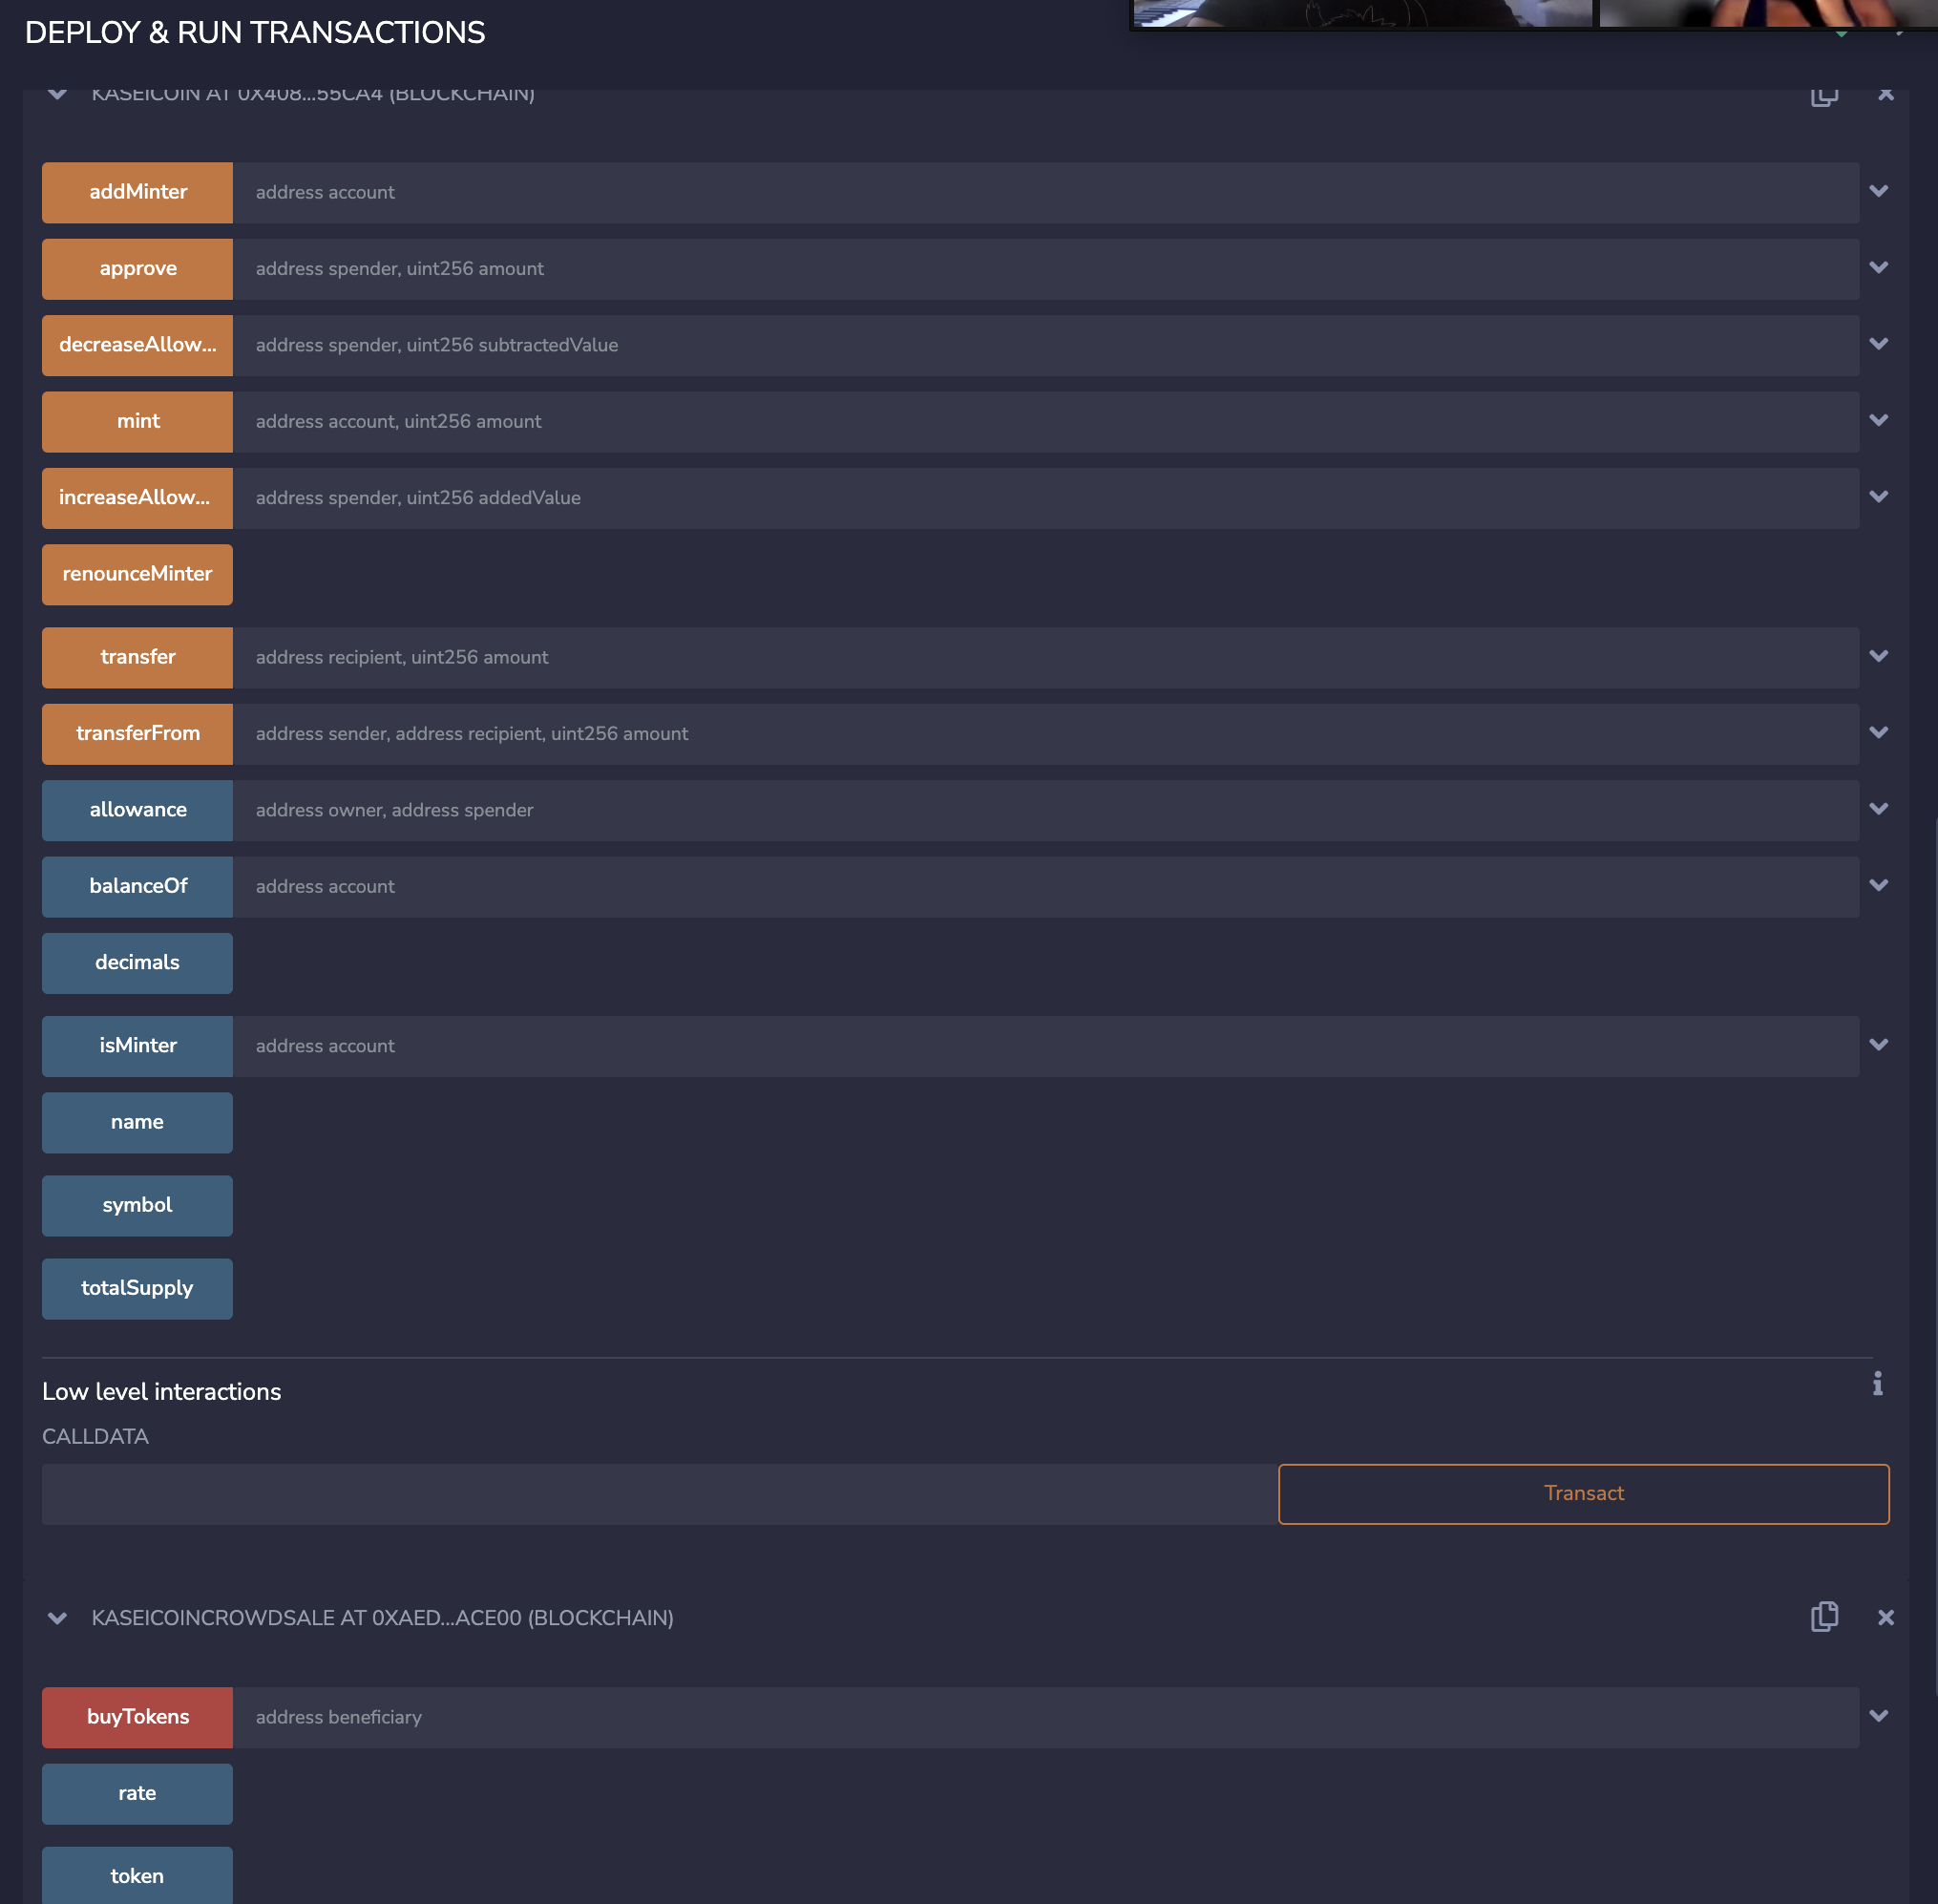 DEPLOY & RUN TRANSACTIONS
KASEICOIN AT 0X408...55CA4 (BLOCKCHAIN)
addMinter address account
approve address spender, uint256 amount
decreaseAllow... address spender, uint256 subtractedValue
mint address account, uint256 amount
increaseAllow... address spender, uint256 addedValue
renounceMinter
transfer address recipient, uint256 amount
transferFrom address sender, address recipient, uint256 amount
allowance address owner, address spender
balanceOf address account
decimals
isMinter address account
name
symbol
totalSupply
Low level interactions
CALLDATA
Transact
KASEICOINCROWDSALE AT 0XAED...ACE00 (BLOCKCHAIN)
buyTokens address beneficiary
rate
token